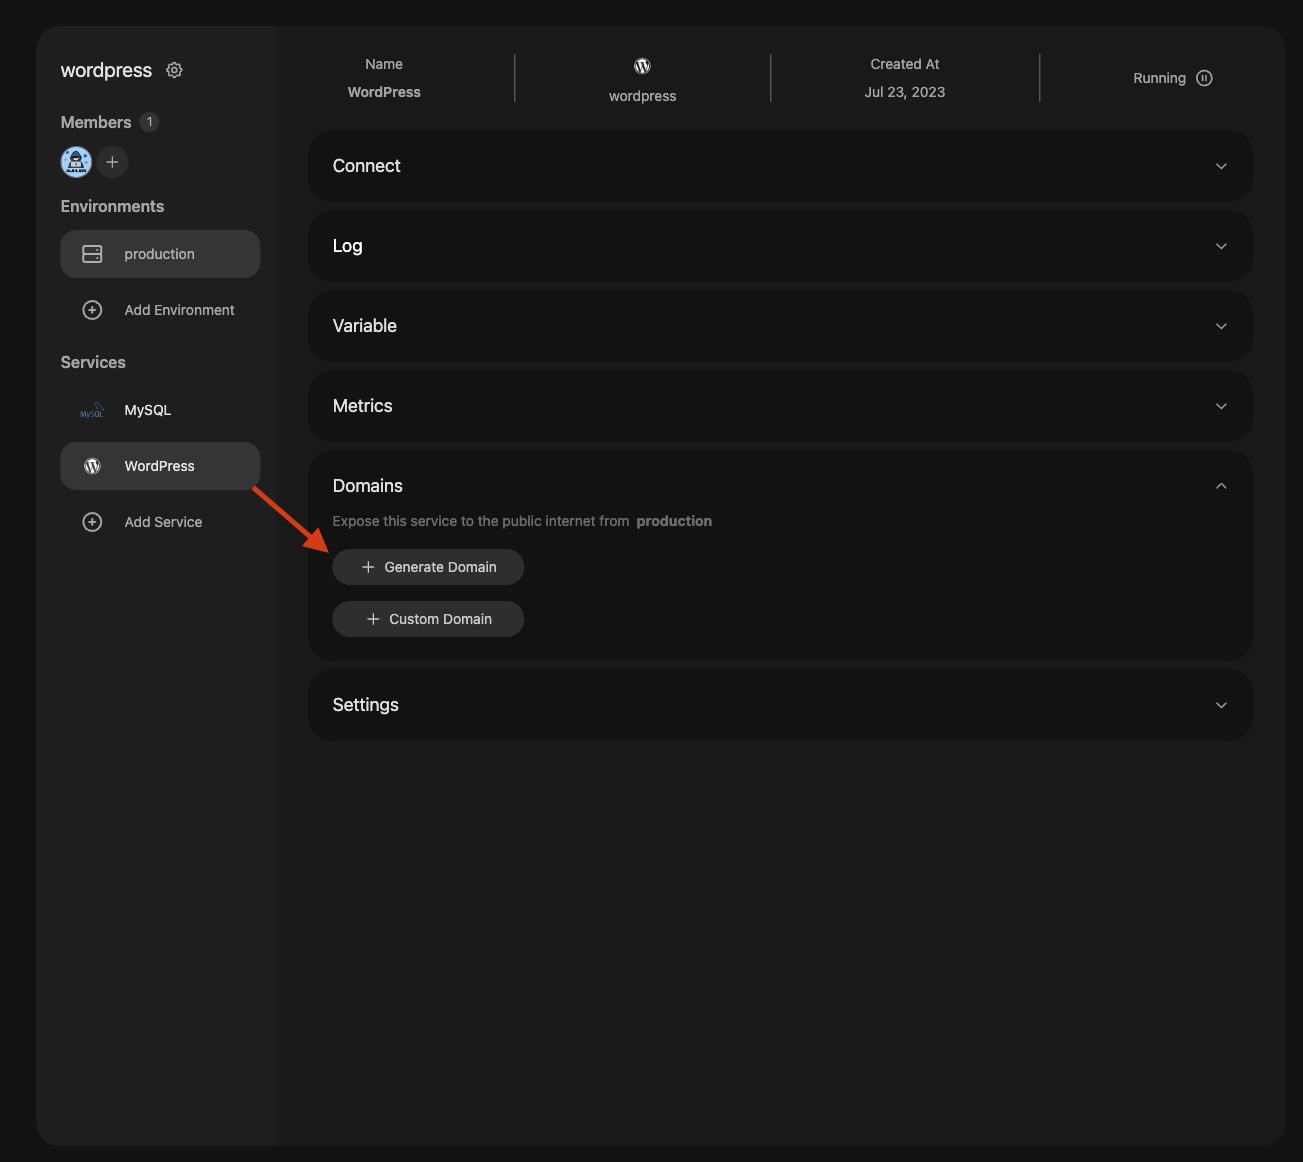 wordpress
Members 1
Environments
production
Add Environment
Services
MySQL MySQL
WordPress
Add Service
Name
WordPress
wordpress
Created At
Jul 23, 2023
Running
Connect
Log
Variable
Metrics
Domains
Expose this service to the public internet from production
Generate Domain
Custom Domain
Settings